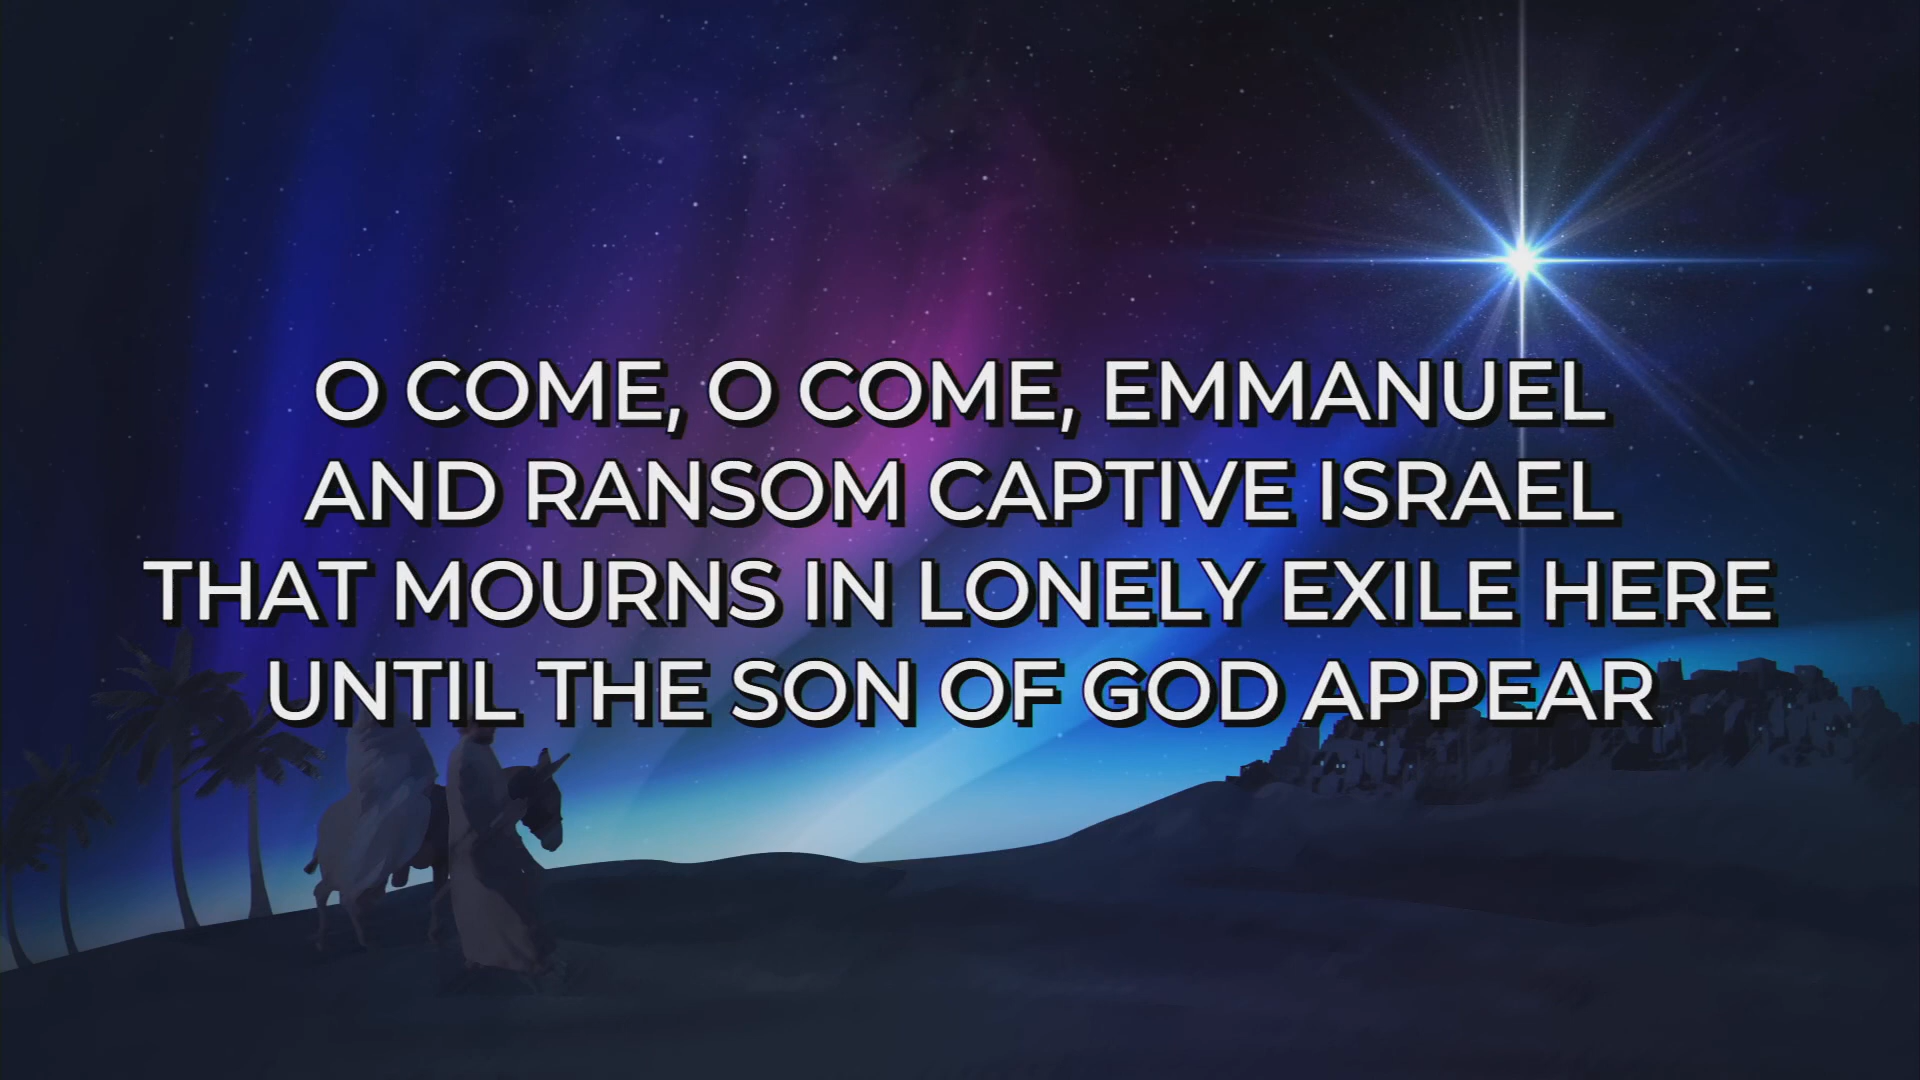 O COME, O COME, EMMANUEL
AND RANSOM CAPTIVE ISRAEL
THAT MOURNS IN LONELY EXILE HERE
UNTIL THE SON OF GOD APPEAR